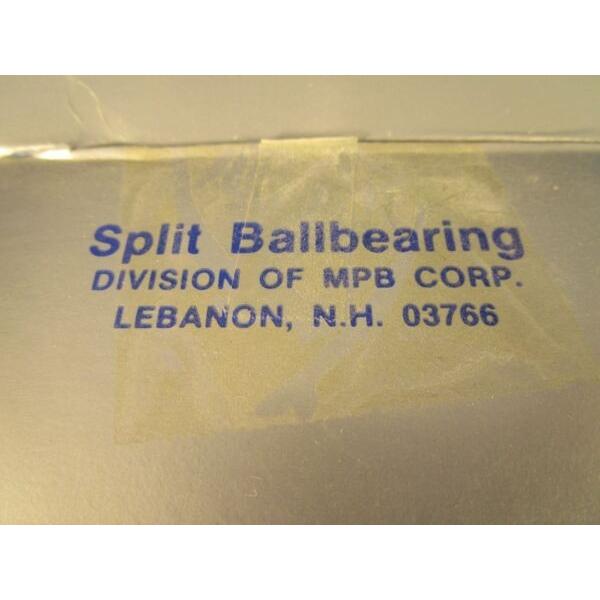 Split Ballbearing
DIVISION OF MPB CORP.
LEBANON, N.H. 03766